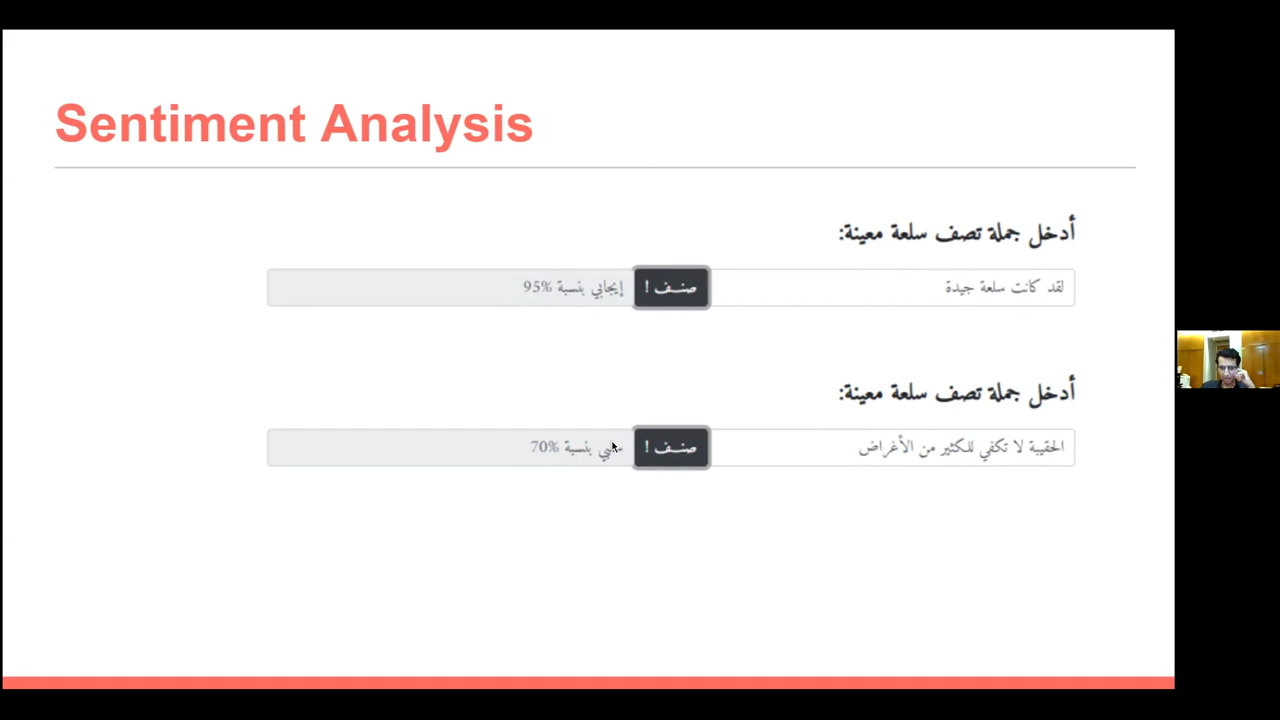 Sentiment Analysis
أدخل جملة تصف سلعة معينة:
لقد كانت سلعة جيدة صنف ! إيجابي بنسبة 95%
أدخل جملة تصف سلعة معينة:
الحقيبة لا تكفي للكثير من الأغراض صنف ! سلبي بنسبة 70%